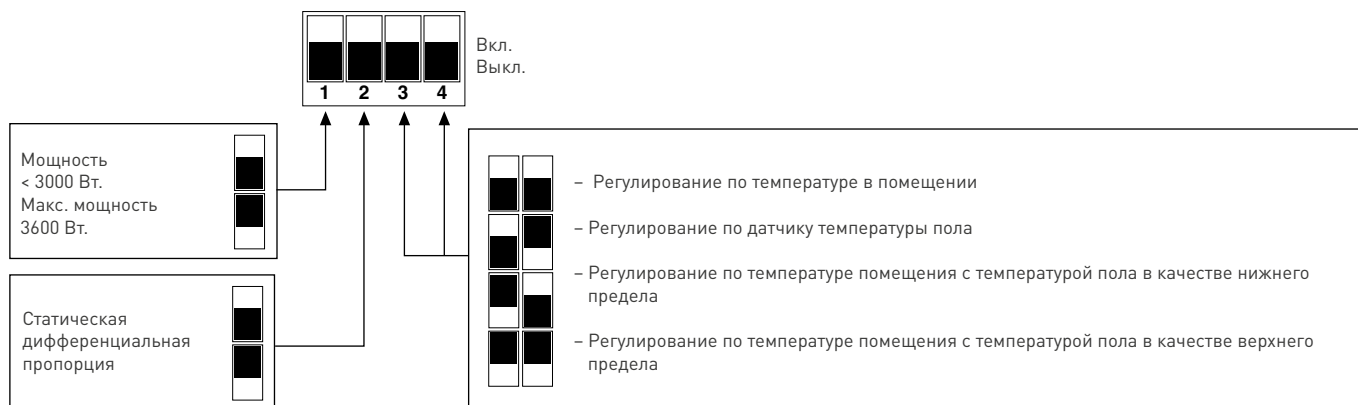 Вкл.
Выкл.
1 2 3 4
Мощность
< 3000 Вт.
Макс. мощность
3600 Вт.
Статическая
дифференциальная
пропорция
– Регулирование по температуре в помещении
– Регулирование по датчику температуры пола
– Регулирование по температуре помещения с температурой пола в качестве нижнего
предела
– Регулирование по температуре помещения с температурой пола в качестве верхнего
предела